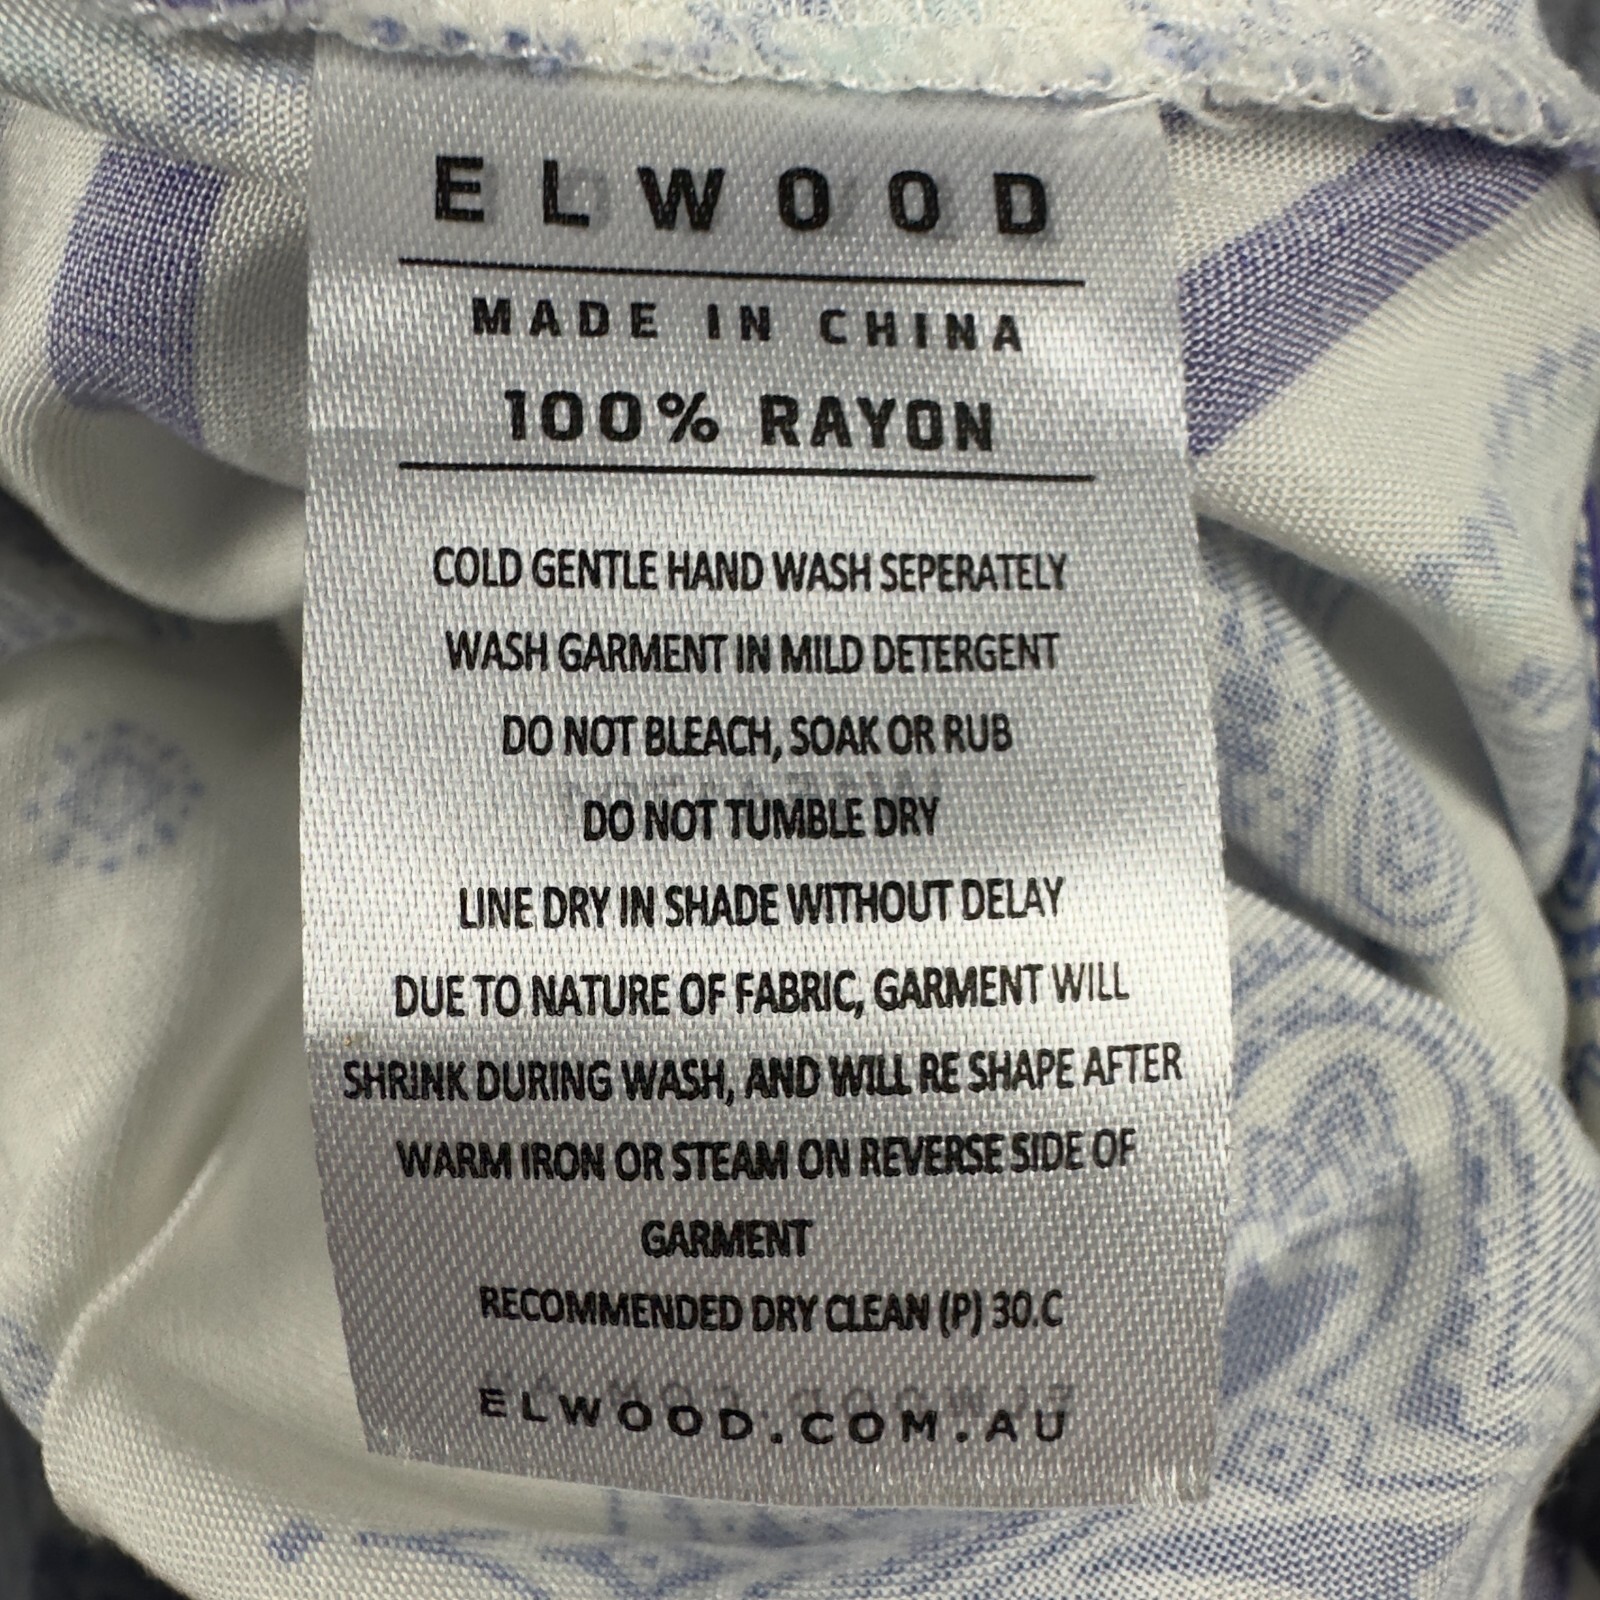 ELWOOD
MADE IN CHINA
100% RAYON
COLD GENTLE HAND WASH SEPERATELY
WASH GARMENT IN MILD DETERGENT
DO NOT BLEACH, SOAK OR RUB
DO NOT TUMBLE DRY
LINE DRY IN SHADE WITHOUT DELAY
DUE TO NATURE OF FABRIC, GARMENT WILL
SHRINK DURING WASH, AND WILL RE SHAPE AFTER
WARM IRON OR STEAM ON REVERSE SIDE OF
GARMENT
RECOMMENDED DRY CLEAN (P) 30.C
ELWOOD.COM.AU